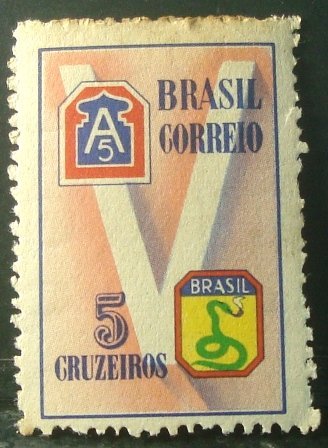 BRASIL
CORREIO
A
5
V
BRASIL
5
CRUZEIROS